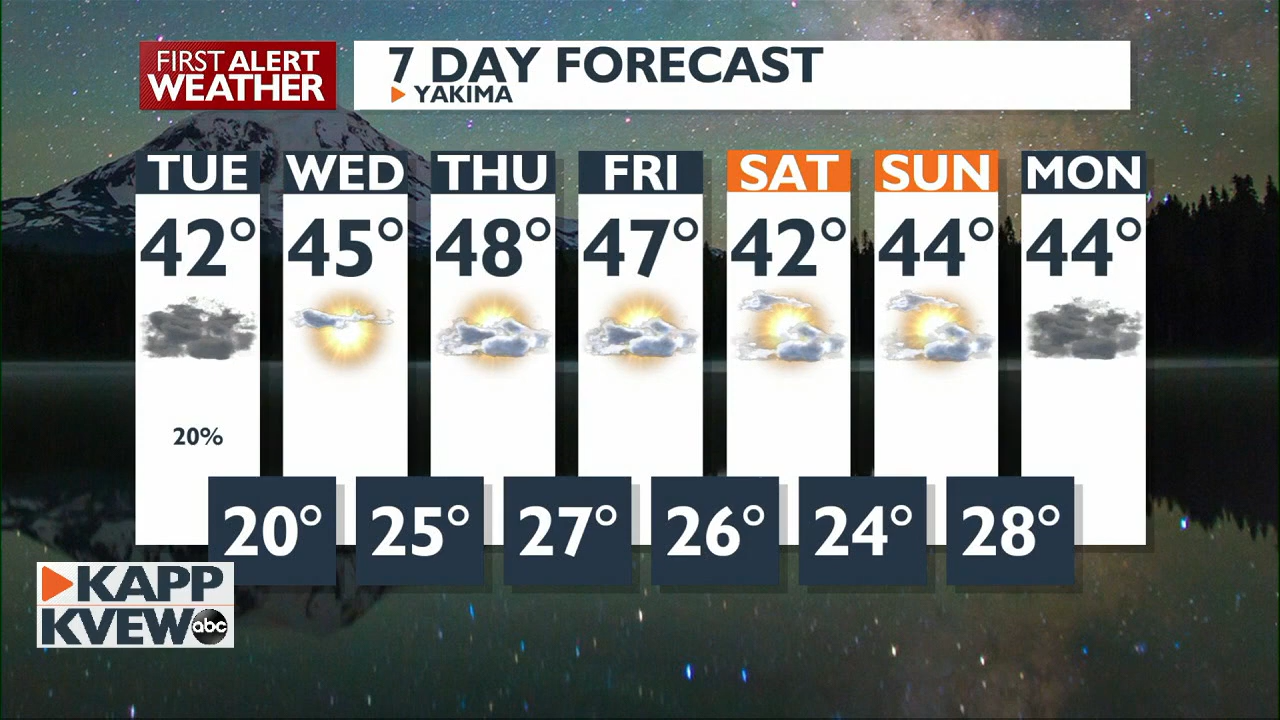 FIRST ALERT
WEATHER
7 DAY FORECAST
YAKIMA
TUE WED THU FRI SAT SUN MON
42° 45° 48° 47° 42° 44° 44°
20%
20° 25° 27° 26° 24° 28°
KAPP
KVEW abc